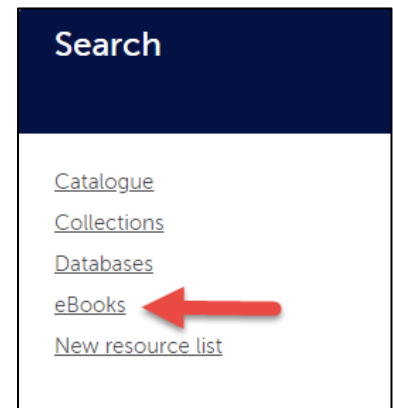 Search
Catalogue
Collections
Databases
eBooks
New resource list